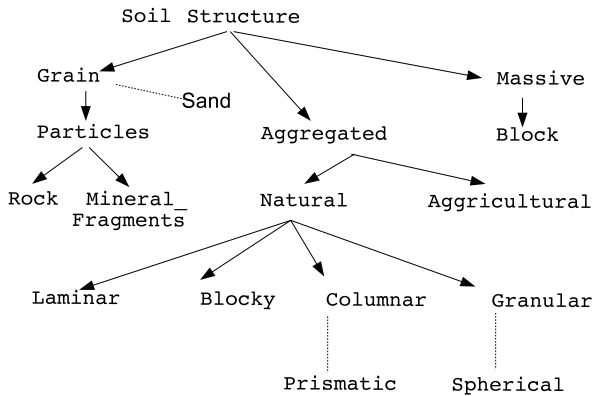 Soil Structure
Grain
Massive
Sand
Particles
Aggregated
Block
Rock
Mineral_
Fragments
Natural
Aggricultural
Laminar
Blocky
Columnar
Granular
Prismatic
Spherical